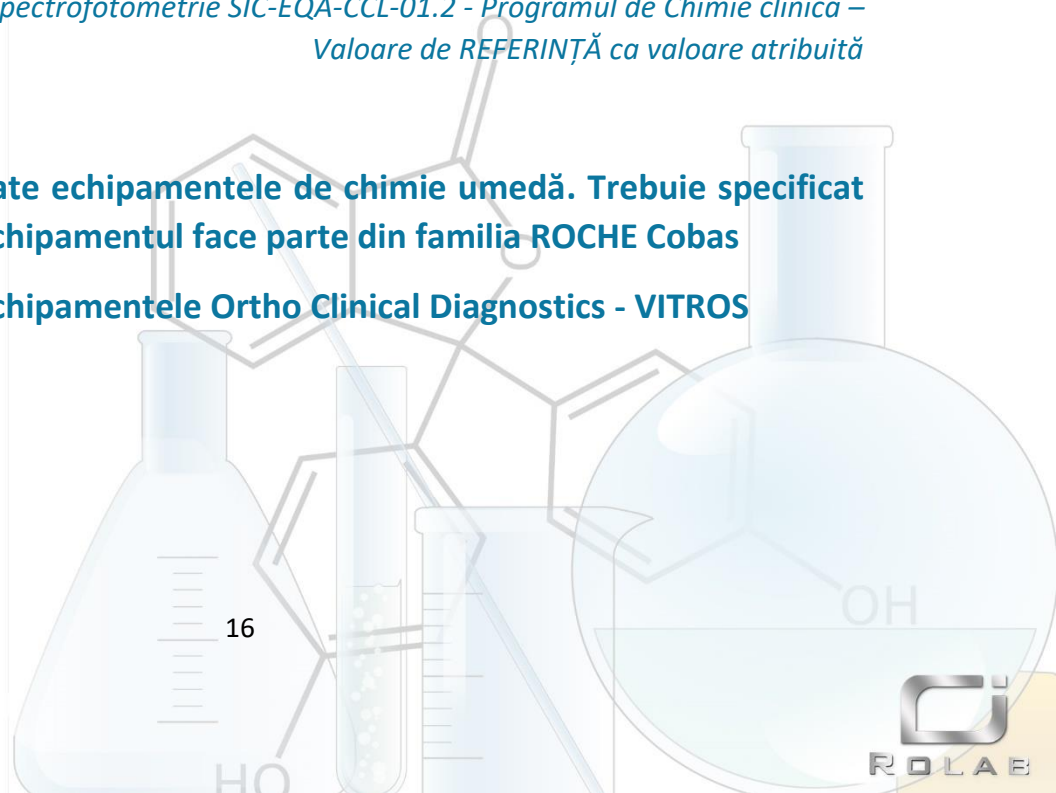 pectrofotometrie SIC-EQA-CCL-01.2 - Programul de Chimie clinică –
Valoare de REFERINȚĂ ca valoare atribuită
ate echipamentele de chimie umedă. Trebuie specificat
chipamentul face parte din familia ROCHE Cobas
chipamentele Ortho Clinical Diagnostics - VITROS
O
O
OH
16
HO
ROLAB